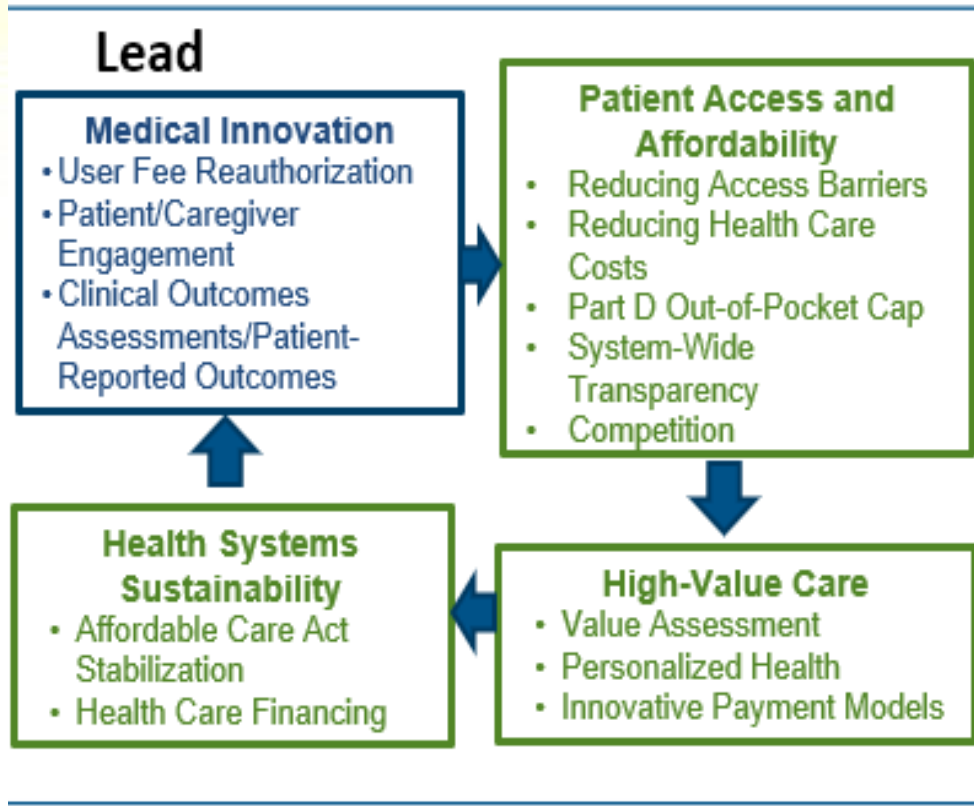 Lead
Medical Innovation
• User Fee Reauthorization
• Patient/Caregiver
Engagement
• Clinical Outcomes
Assessments/Patient-
Reported Outcomes
Patient Access and
Affordability
• Reducing Access Barriers
• Reducing Health Care
Costs
• Part D Out-of-Pocket Cap
• System-Wide
Transparency
• Competition
High-Value Care
• Value Assessment
• Personalized Health
• Innovative Payment Models
Health Systems
Sustainability
• Affordable Care Act
Stabilization
• Health Care Financing